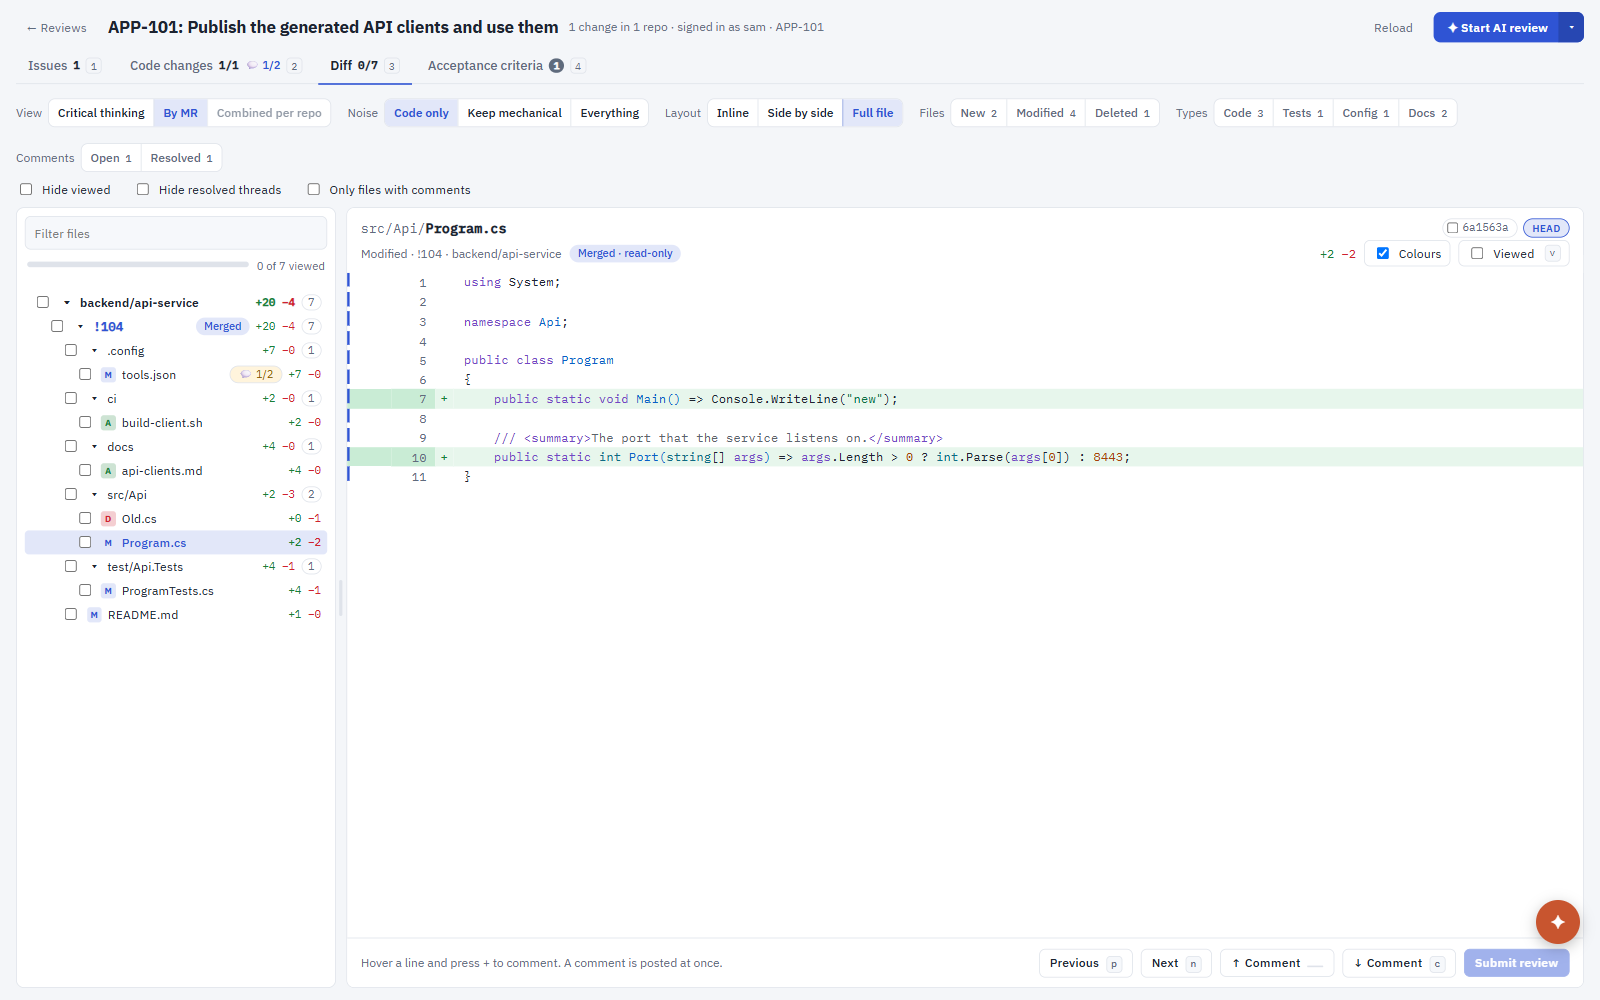 ← Reviews APP-101: Publish the generated API clients and use them 1 change in 1 repo · signed in as sam · APP-101 Reload ✦ Start AI review
Issues 1 1 Code changes 1/1 1/2 2 Diff 0/7 3 Acceptance criteria 1 4
View Critical thinking By MR Combined per repo Noise Code only Keep mechanical Everything Layout Inline Side by side Full file Files New 2 Modified 4 Deleted 1 Types Code 3 Tests 1 Config 1 Docs 2
Comments Open 1 Resolved 1
Hide viewed Hide resolved threads Only files with comments
Filter files
0 of 7 viewed
backend/api-service +20 −4 7
!104 Merged +20 −4 7
.config +7 −0 1
M tools.json 1/2 +7 −0
ci +2 −0 1
A build-client.sh +2 −0
docs +4 −0 1
A api-clients.md +4 −0
src/Api +2 −3 2
D Old.cs +0 −1
M Program.cs +2 −2
test/Api.Tests +4 −1 1
M ProgramTests.cs +4 −1
M README.md +1 −0
src/Api/Program.cs 6a1563a HEAD
Modified · !104 · backend/api-service Merged · read-only +2 −2 Colours Viewed v
1 using System;
2
3 namespace Api;
4
5 public class Program
6 {
7 + public static void Main() => Console.WriteLine("new");
8
9 /// <summary>The port that the service listens on.</summary>
10 + public static int Port(string[] args) => args.Length > 0 ? int.Parse(args[0]) : 8443;
11 }
Hover a line and press + to comment. A comment is posted at once. Previous p Next n ↑ Comment ↓ Comment c Submit review